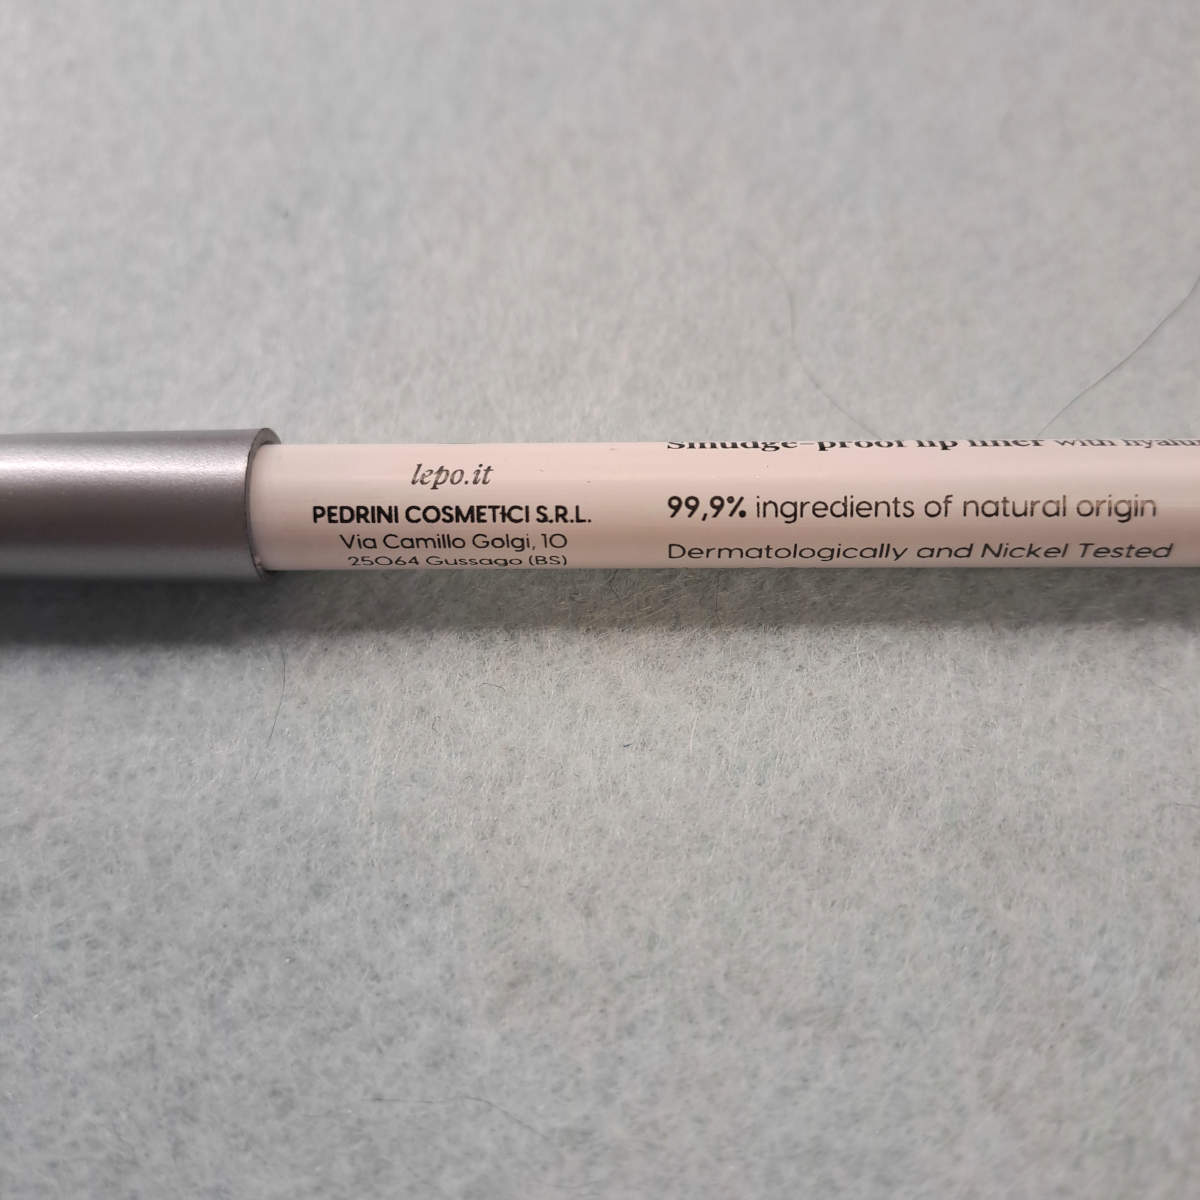 lepo.it
PEDRINI COSMETICI S.R.L.
Via Camillo Golgi, 10
25064 Gussago (BS)
Smudge-proof lip liner with
99,9% ingredients of natural origin
Dermatologically and Nickel Tested